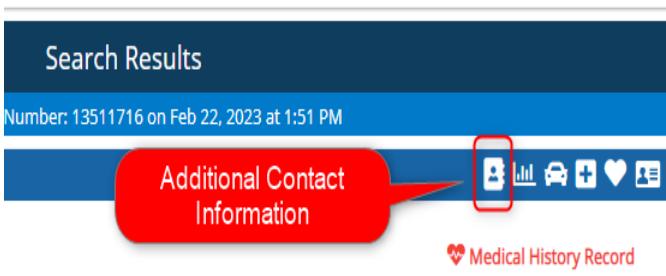 Search Results
Number: 13511716 on Feb 22, 2023 at 1:51 PM
Additional Contact
Information
Medical History Record